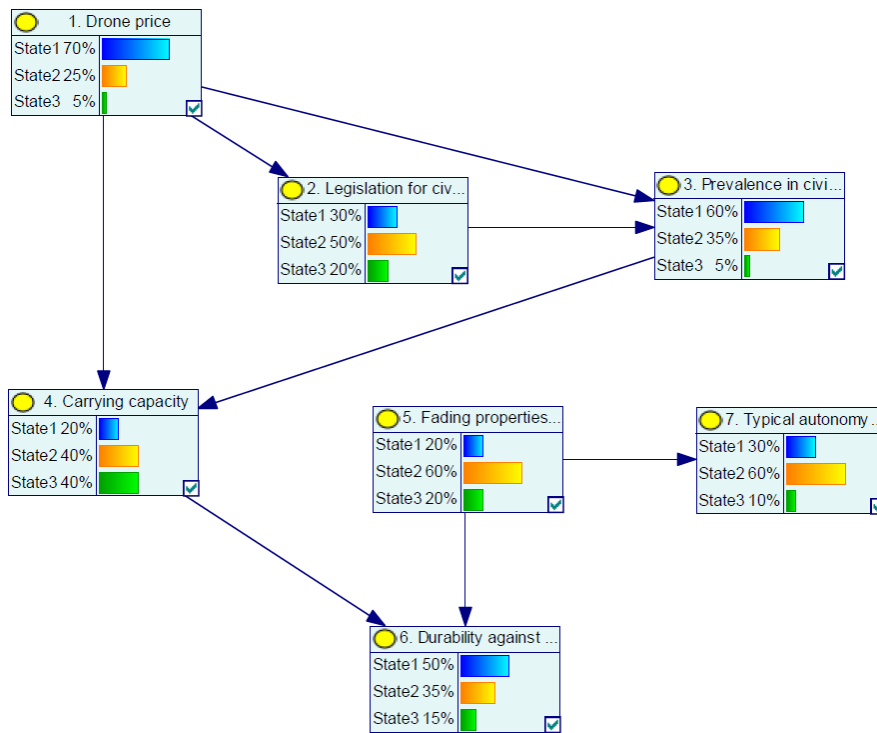 1. Drone price
State1 70%
State2 25%
State3 5%
2. Legislation for civ...
State1 30%
State2 50%
State3 20%
3. Prevalence in civi...
State1 60%
State2 35%
State3 5%
4. Carrying capacity
State1 20%
State2 40%
State3 40%
5. Fading properties...
State1 20%
State2 60%
State3 20%
7. Typical autonomy...
State1 30%
State2 60%
State3 10%
6. Durability against ...
State1 50%
State2 35%
State3 15%